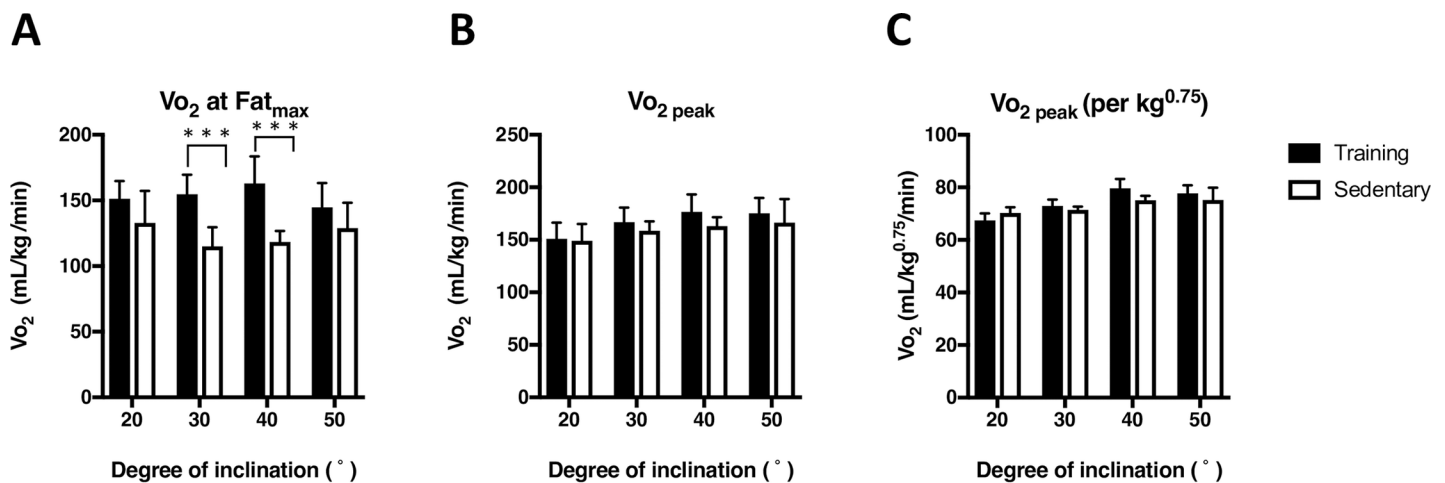 A
B
C
Vo2 at Fatmax
* * *
* * *
200
150
100
50
0
Vo2 (mL/kg /min)
20 30 40 50
Degree of inclination ( ° )
Vo2 peak
250
200
150
100
50
0
Vo2 (mL/kg /min)
20 30 40 50
Degree of inclination ( ° )
Vo2 peak (per kg0.75)
100
80
60
40
20
0
Vo2 (mL/kg0.75/min)
20 30 40 50
Degree of inclination ( ° )
Training
Sedentary